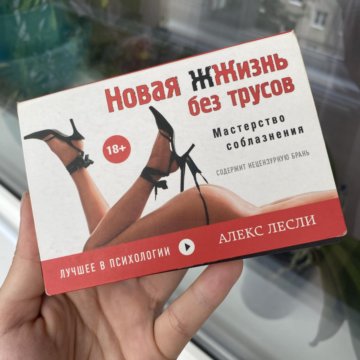 Новая жЖизнь
без трусов
18+
Мастерство
соблазнения
СОДЕРЖИТ НЕЦЕНЗУРНУЮ БРАНЬ
ЛУЧШЕЕ В ПСИХОЛОГИИ
АЛЕКС ЛЕСЛИ